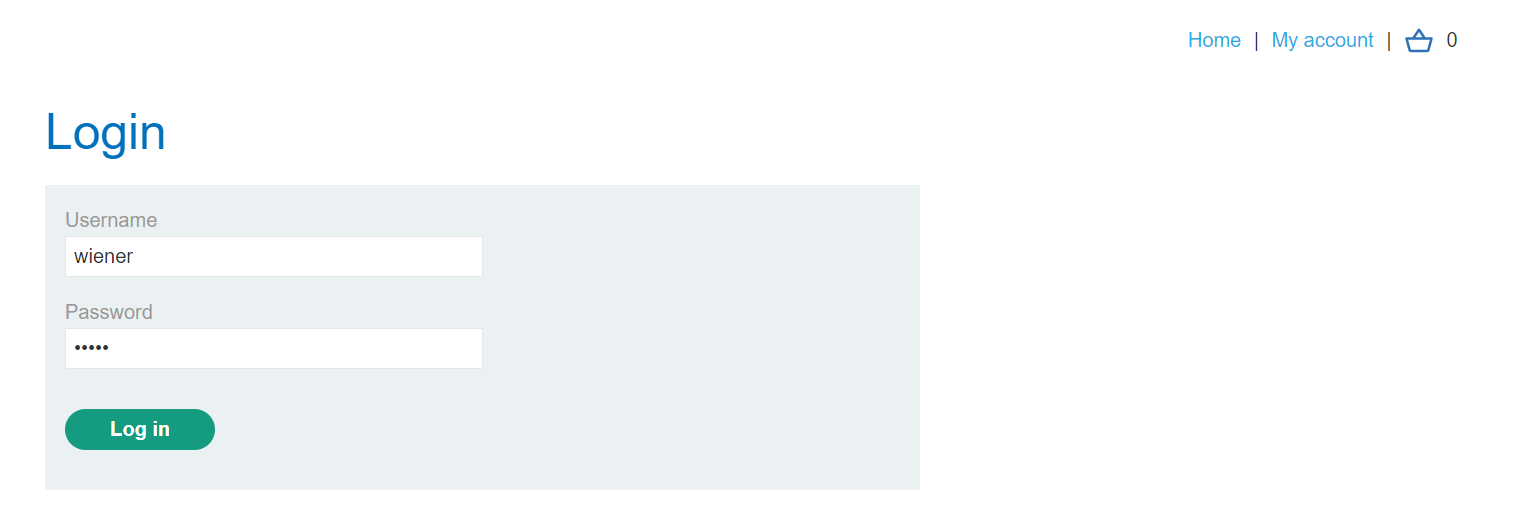 Home | My account | 0
Login
Username
wiener
Password
•••••
Log in